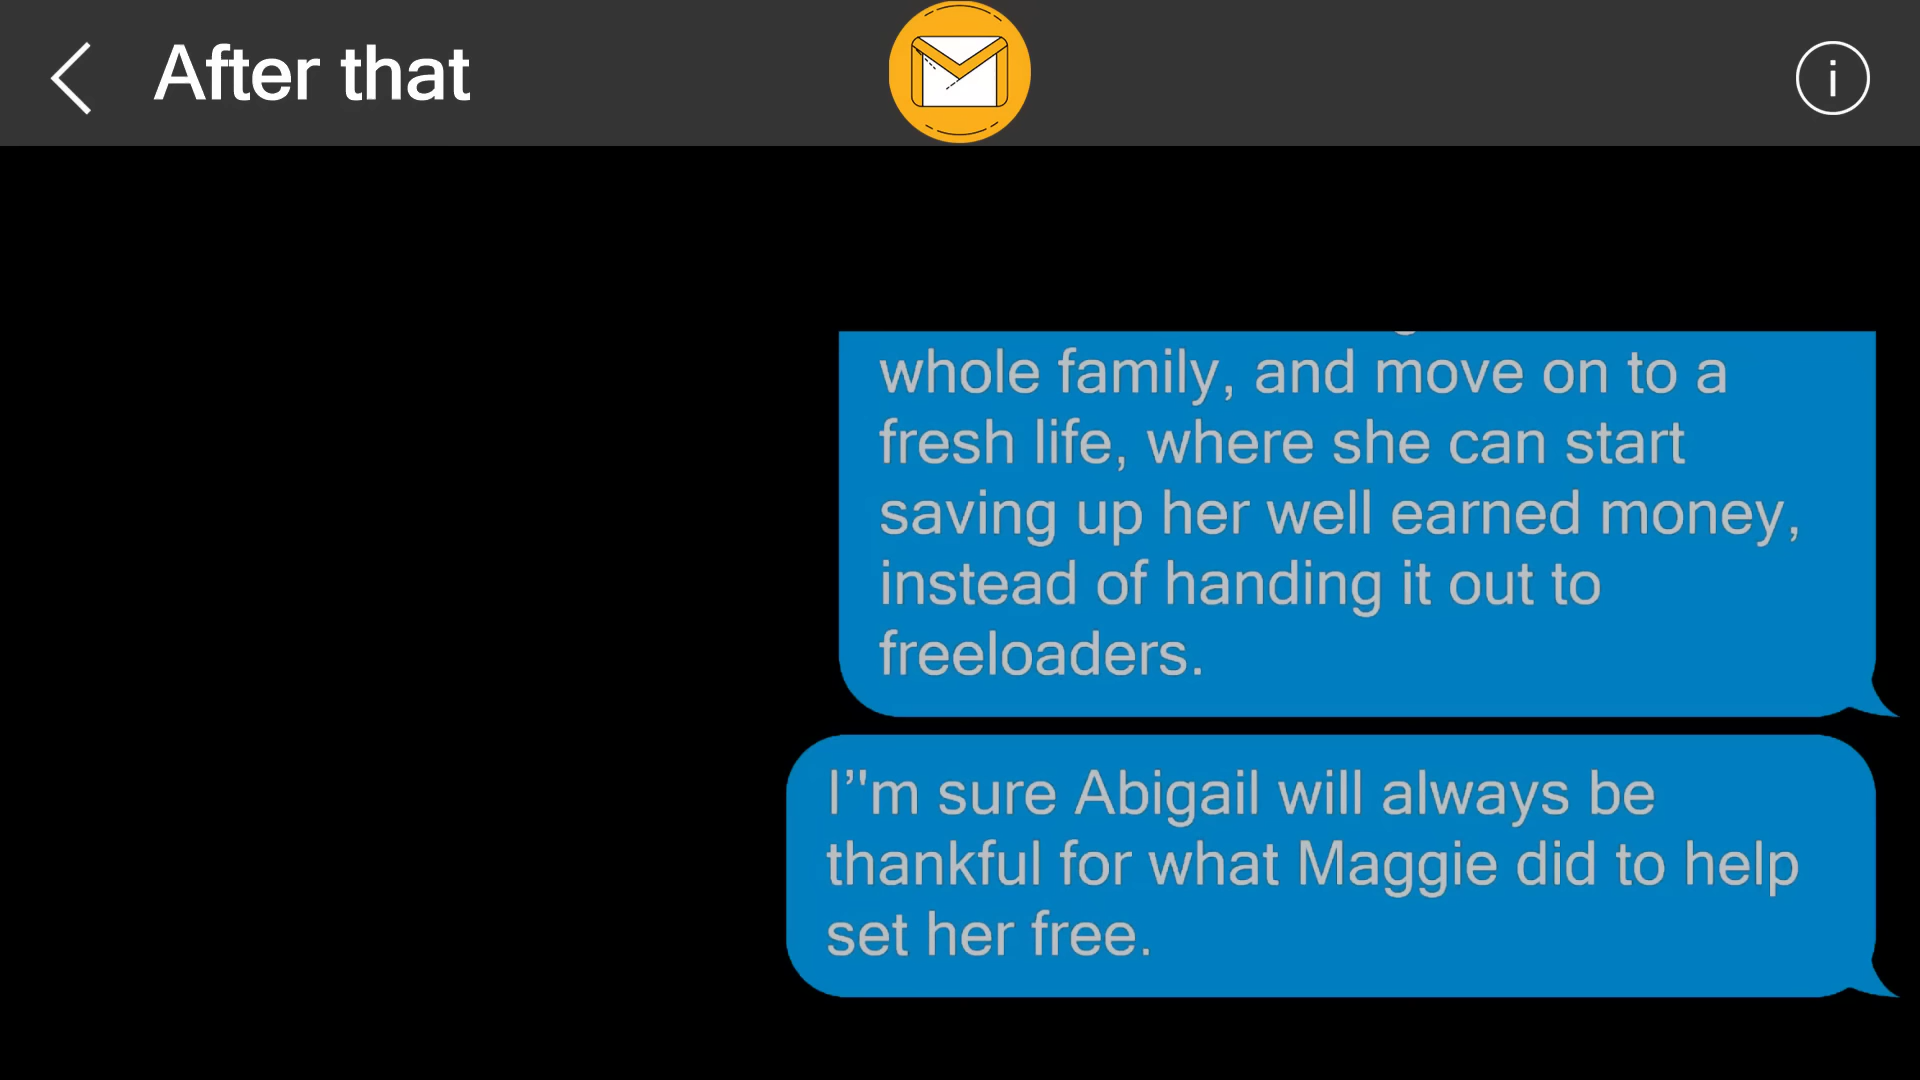 After that
i
whole family, and move on to a
fresh life, where she can start
saving up her well earned money,
instead of handing it out to
freeloaders.
I”'m sure Abigail will always be
thankful for what Maggie did to help
set her free.